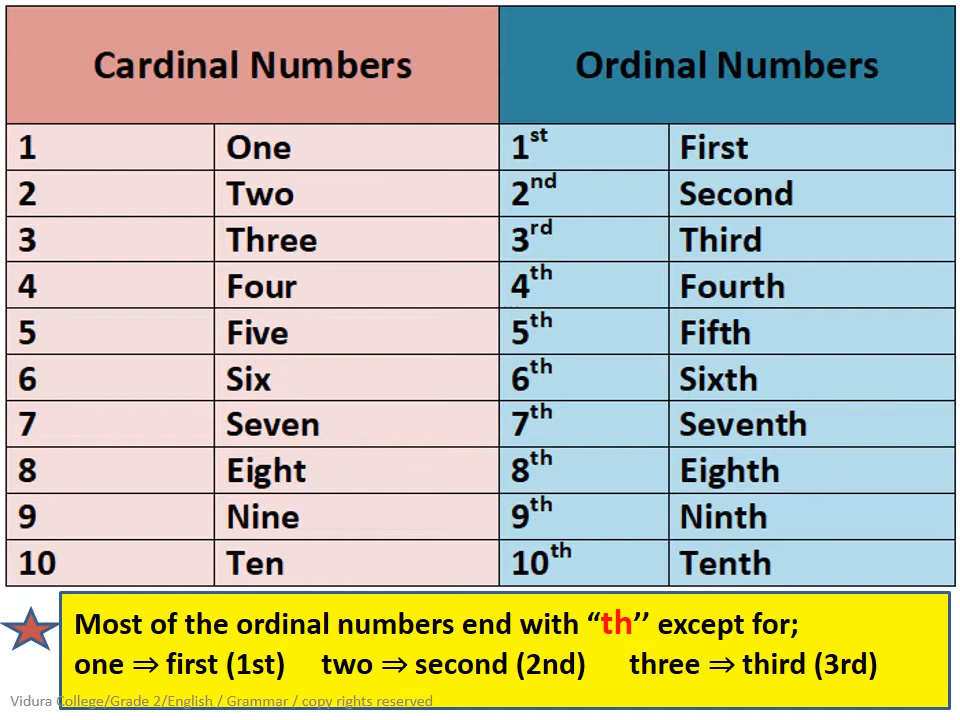 Cardinal Numbers Ordinal Numbers
1 One 1st First
2 Two 2nd Second
3 Three 3rd Third
4 Four 4th Fourth
5 Five 5th Fifth
6 Six 6th Sixth
7 Seven 7th Seventh
8 Eight 8th Eighth
9 Nine 9th Ninth
10 Ten 10th Tenth
Most of the ordinal numbers end with “th’’ except for;
one ⇒ first (1st) two ⇒ second (2nd) three ⇒ third (3rd)
Vidura College/Grade 2/English / Grammar / copy rights reserved